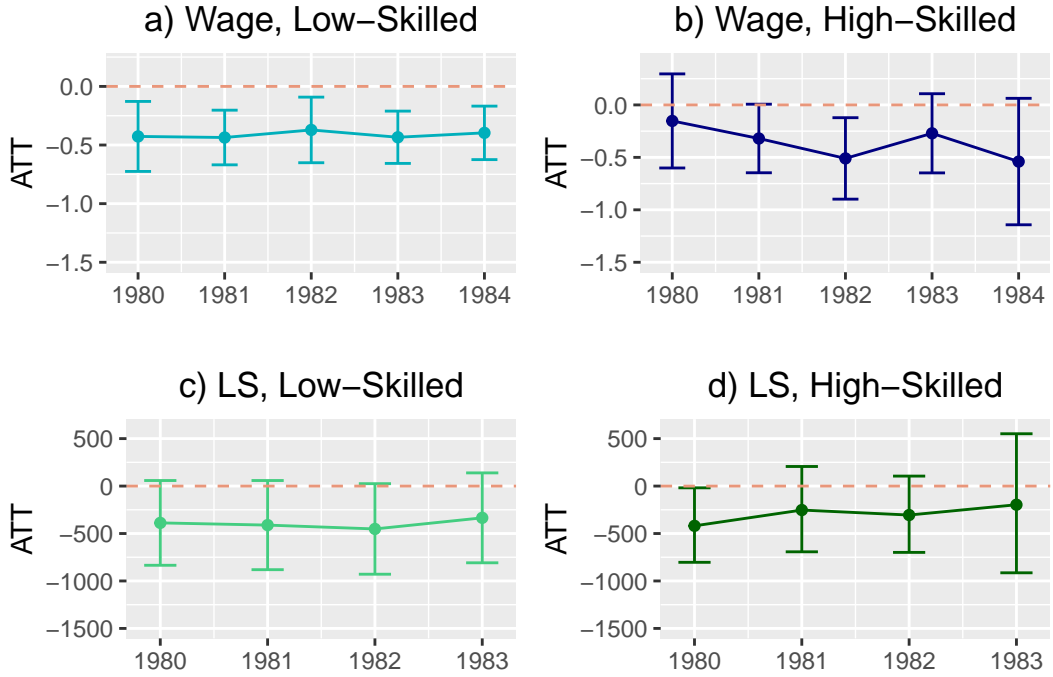 a) Wage, Low−Skilled
ATT
0.0
−0.5
−1.0
−1.5
1980 1981 1982 1983 1984
b) Wage, High−Skilled
ATT
0.0
−0.5
−1.0
−1.5
1980 1981 1982 1983 1984
c) LS, Low−Skilled
ATT
500
0
−500
−1000
−1500
1980 1981 1982 1983
d) LS, High−Skilled
ATT
500
0
−500
−1000
−1500
1980 1981 1982 1983